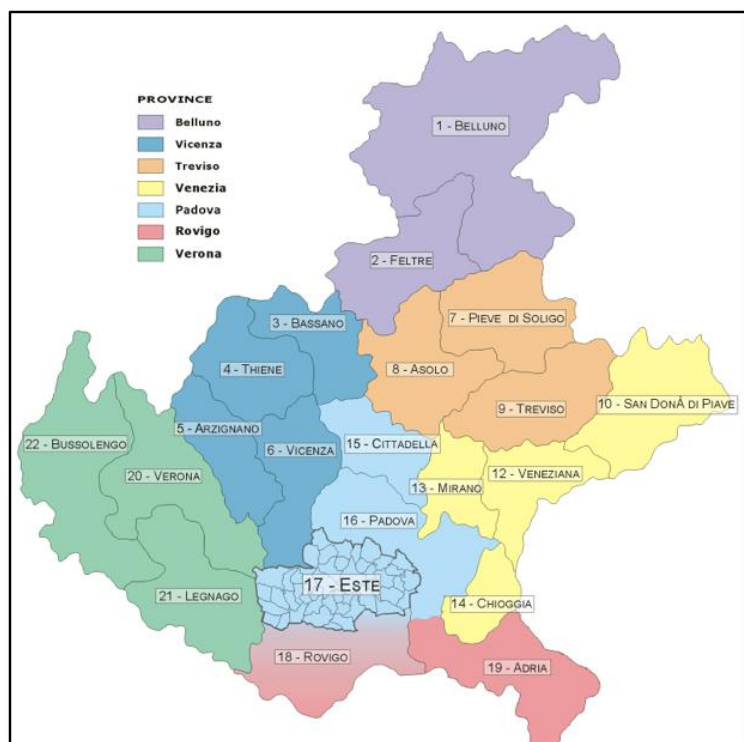 PROVINCE
Belluno
Vicenza
Treviso
Venezia
Padova
Rovigo
Verona
1 - BELLUNO
2 - FELTRE
3 - BASSANO
7 - PIEVE DI SOLIGO
4 - THIENE
8 - ASOLO
9 - TREVISO
10 - SAN DONÀ DI PIAVE
5 - ARZIGNANO
22 - BUSSOLENGO
6 - VICENZA
15 - CITTADELLA
20 - VERONA
13 - MIRANO
12 - VENEZIANA
16 - PADOVA
17 - ESTE
21 - LEGNAGO
14 - CHIOGGIA
18 - ROVIGO
19 - ADRIA